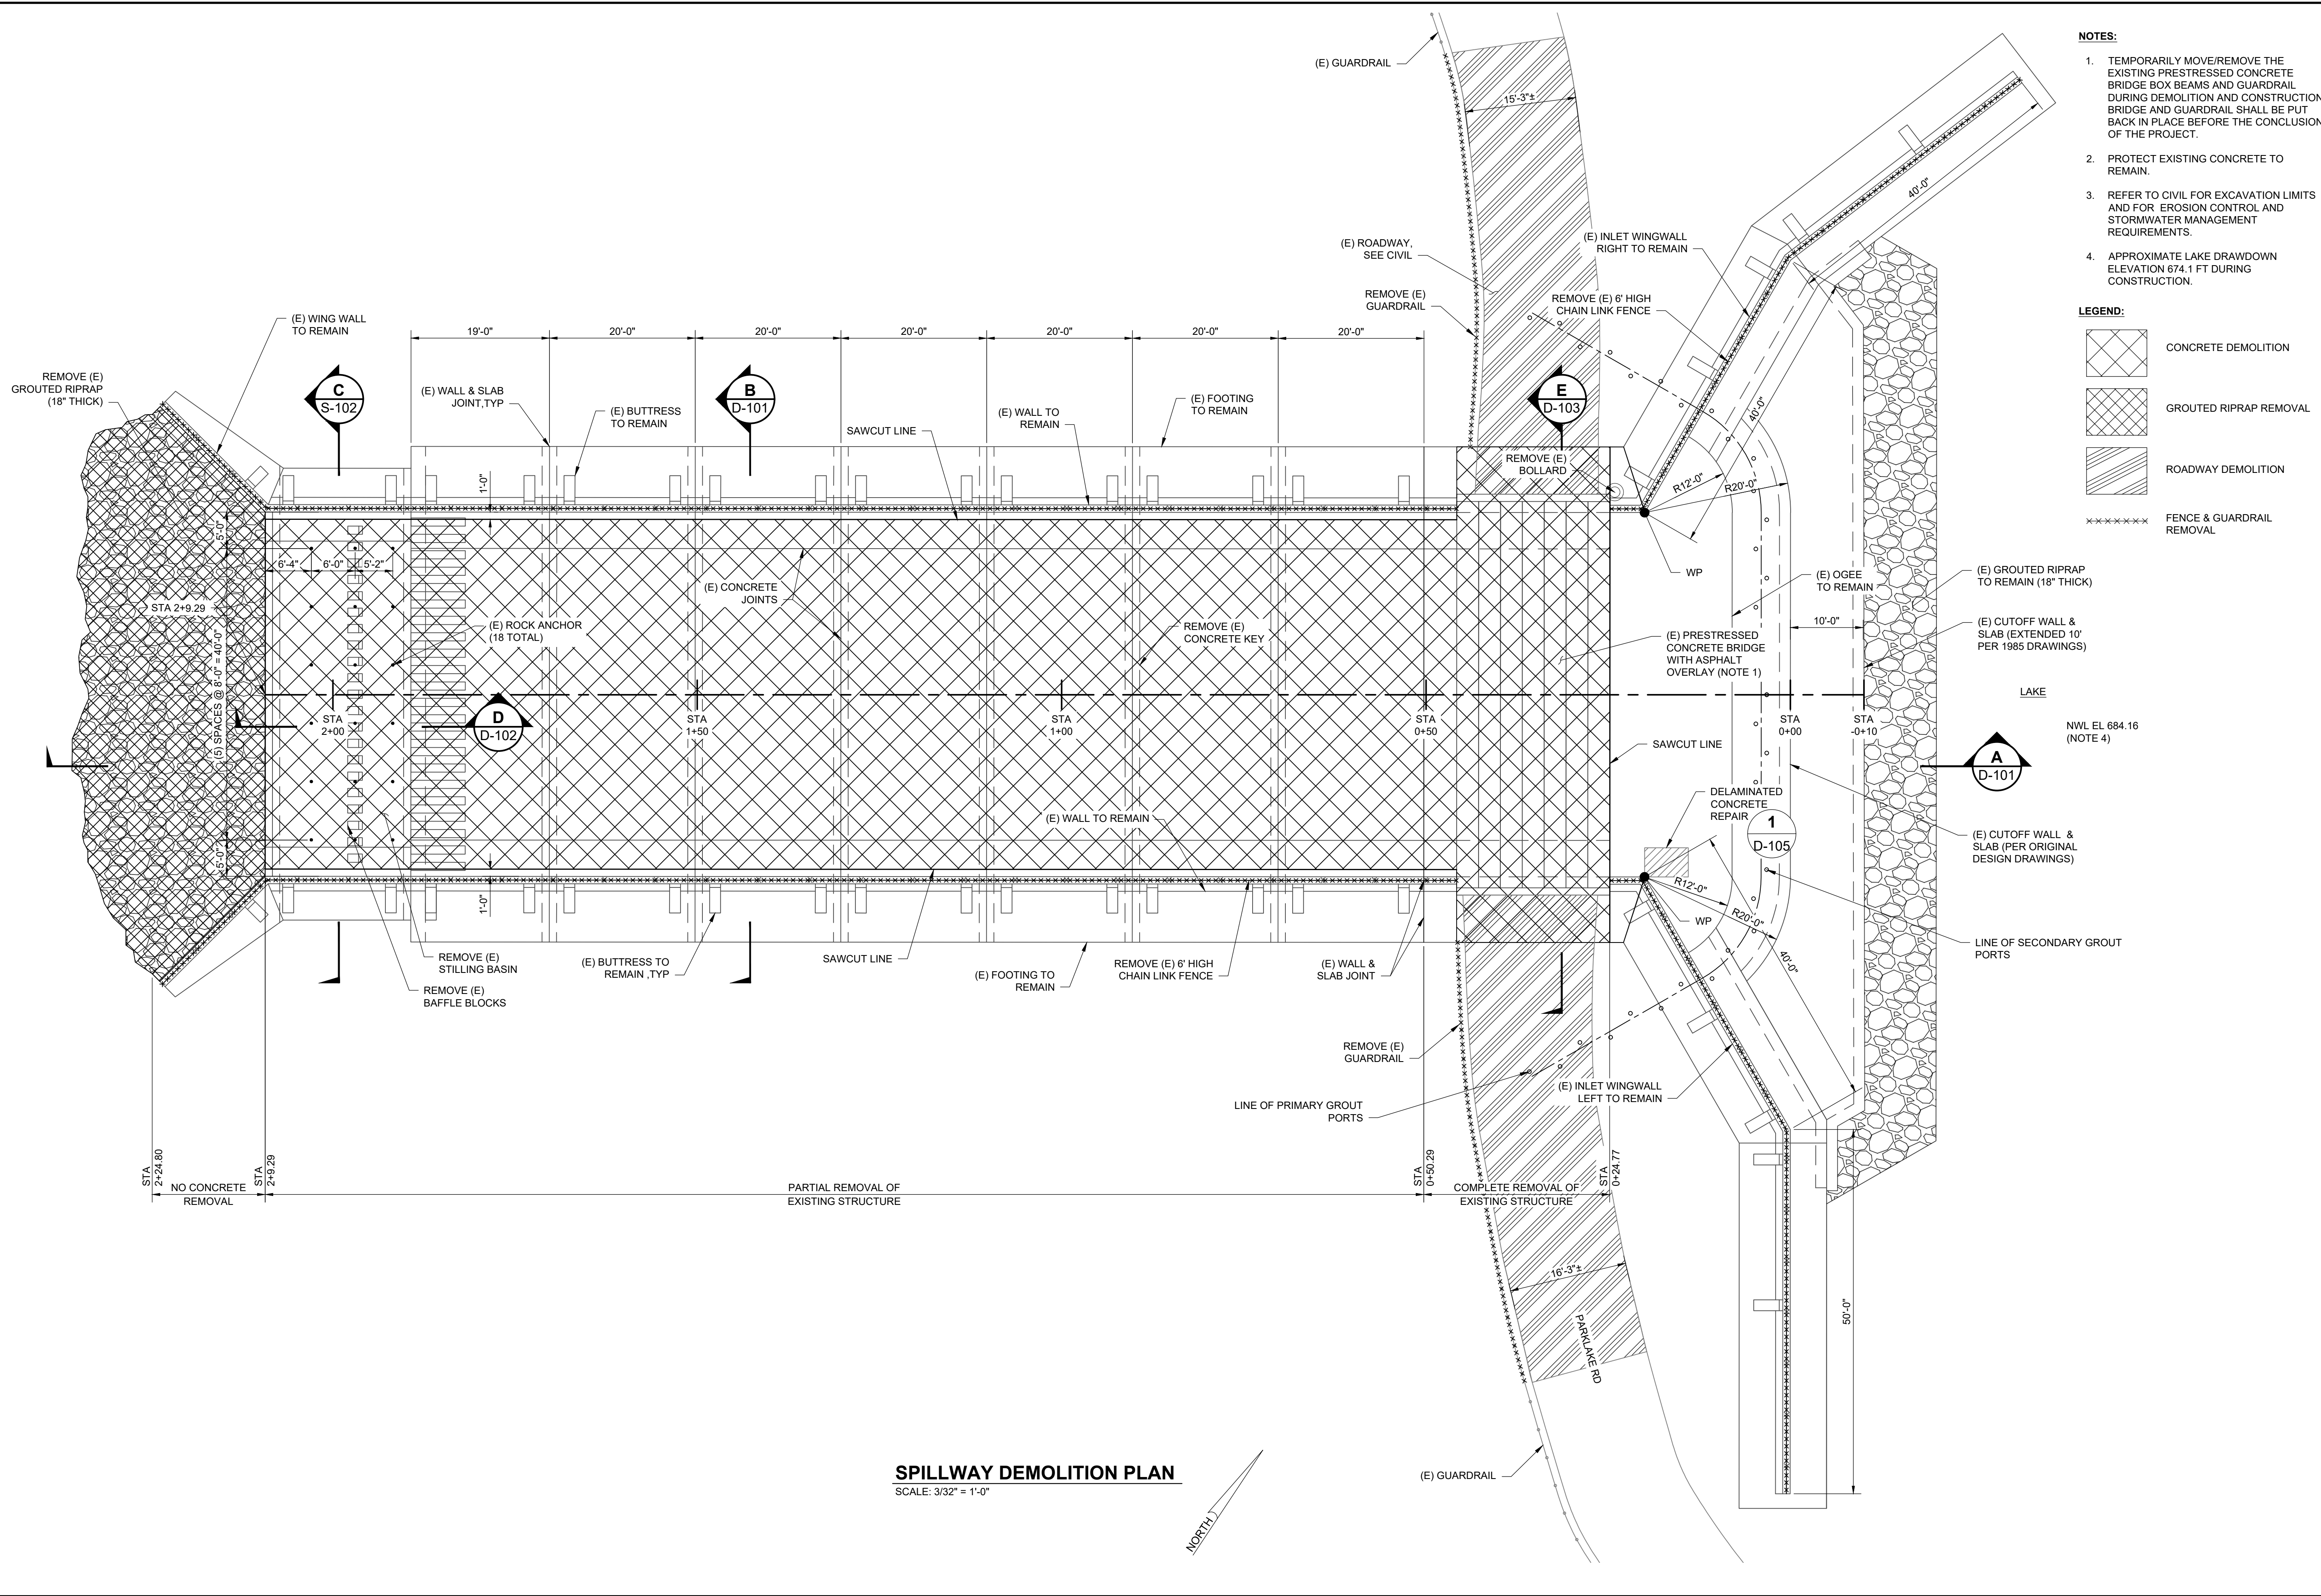 NOTES:
1. TEMPORARILY MOVE/REMOVE THE
EXISTING PRESTRESSED CONCRETE
BRIDGE BOX BEAMS AND GUARDRAIL
DURING DEMOLITION AND CONSTRUCTION
BRIDGE AND GUARDRAIL SHALL BE PUT
BACK IN PLACE BEFORE THE CONCLUSION
OF THE PROJECT.
2. PROTECT EXISTING CONCRETE TO
REMAIN.
3. REFER TO CIVIL FOR EXCAVATION LIMITS
AND FOR EROSION CONTROL AND
STORMWATER MANAGEMENT
REQUIREMENTS.
4. APPROXIMATE LAKE DRAWDOWN
ELEVATION 674.1 FT DURING
CONSTRUCTION.
LEGEND:
CONCRETE DEMOLITION
GROUTED RIPRAP REMOVAL
ROADWAY DEMOLITION
FENCE & GUARDRAIL
REMOVAL
(E) GUARDRAIL
15'-3"±
40'-0"
(E) ROADWAY,
SEE CIVIL
(E) INLET WINGWALL
RIGHT TO REMAIN
REMOVE (E)
GUARDRAIL
REMOVE (E) 6' HIGH
CHAIN LINK FENCE
(E) WING WALL
TO REMAIN
19'-0"
20'-0"
20'-0"
20'-0"
20'-0"
20'-0"
20'-0"
REMOVE (E)
GROUTED RIPRAP
(18" THICK)
C
S-102
(E) WALL & SLAB
JOINT,TYP
(E) BUTTRESS
TO REMAIN
B
D-101
SAWCUT LINE
(E) WALL TO
REMAIN
(E) FOOTING
TO REMAIN
E
D-103
REMOVE (E)
BOLLARD
40'-0"
R12'-0"
R20'-0"
1'-0"
5'-0"
6'-4"
6'-0"
5'-2"
STA 2+9.29
(5) SPACES @ 8'-0" = 40'-0"
5'-0"
(E) ROCK ANCHOR
(18 TOTAL)
(E) CONCRETE
JOINTS
REMOVE (E)
CONCRETE KEY
WP
(E) OGEE
TO REMAIN
(E) GROUTED RIPRAP
TO REMAIN (18" THICK)
10'-0"
(E) CUTOFF WALL &
SLAB (EXTENDED 10'
PER 1985 DRAWINGS)
(E) PRESTRESSED
CONCRETE BRIDGE
WITH ASPHALT
OVERLAY (NOTE 1)
LAKE
NWL EL 684.16
(NOTE 4)
STA
2+00
D
D-102
STA
1+50
STA
1+00
STA
0+50
STA
0+00
STA
-0+10
SAWCUT LINE
A
D-101
DELAMINATED
CONCRETE
REPAIR
1
D-105
(E) CUTOFF WALL &
SLAB (PER ORIGINAL
DESIGN DRAWINGS)
(E) WALL TO REMAIN
1'-0"
R12'-0"
R20'-0"
WP
40'-0"
LINE OF SECONDARY GROUT
PORTS
REMOVE (E)
STILLING BASIN
REMOVE (E)
BAFFLE BLOCKS
(E) BUTTRESS TO
REMAIN ,TYP
SAWCUT LINE
(E) FOOTING TO
REMAIN
REMOVE (E) 6' HIGH
CHAIN LINK FENCE
(E) WALL &
SLAB JOINT
REMOVE (E)
GUARDRAIL
LINE OF PRIMARY GROUT
PORTS
(E) INLET WINGWALL
LEFT TO REMAIN
STA
2+24.80
STA
2+9.29
STA
0+50.29
STA
0+24.77
NO CONCRETE
REMOVAL
PARTIAL REMOVAL OF
EXISTING STRUCTURE
COMPLETE REMOVAL OF
EXISTING STRUCTURE
16'-3"±
PARKLAKE RD
50'-0"
(E) GUARDRAIL
SPILLWAY DEMOLITION PLAN
SCALE: 3/32" = 1'-0"
NORTH